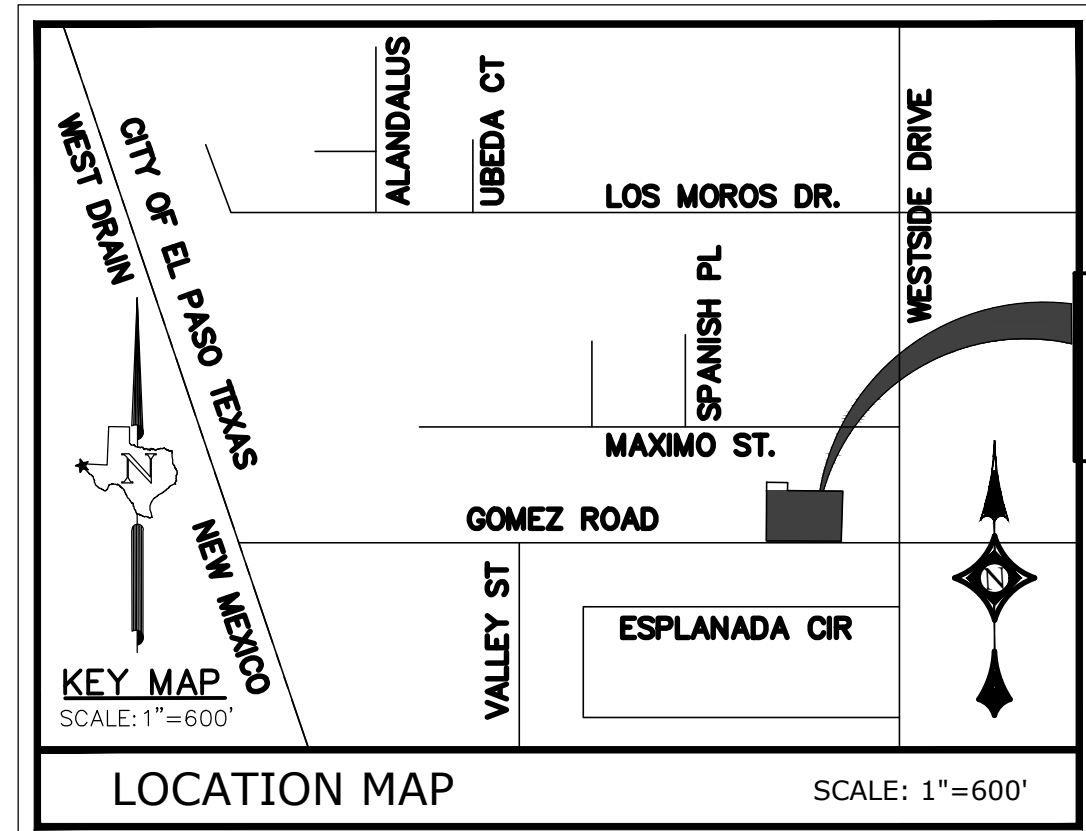 ALANDALUS
UBEDA CT
WESTSIDE DRIVE
WEST DRAIN
CITY OF EL PASO TEXAS
LOS MOROS DR.
SPANISH PL
MAXIMO ST.
N
GOMEZ ROAD
NEW MEXICO
VALLEY ST
N
ESPLANADA CIR
KEY MAP
SCALE: 1"=600'
LOCATION MAP
SCALE: 1"=600'